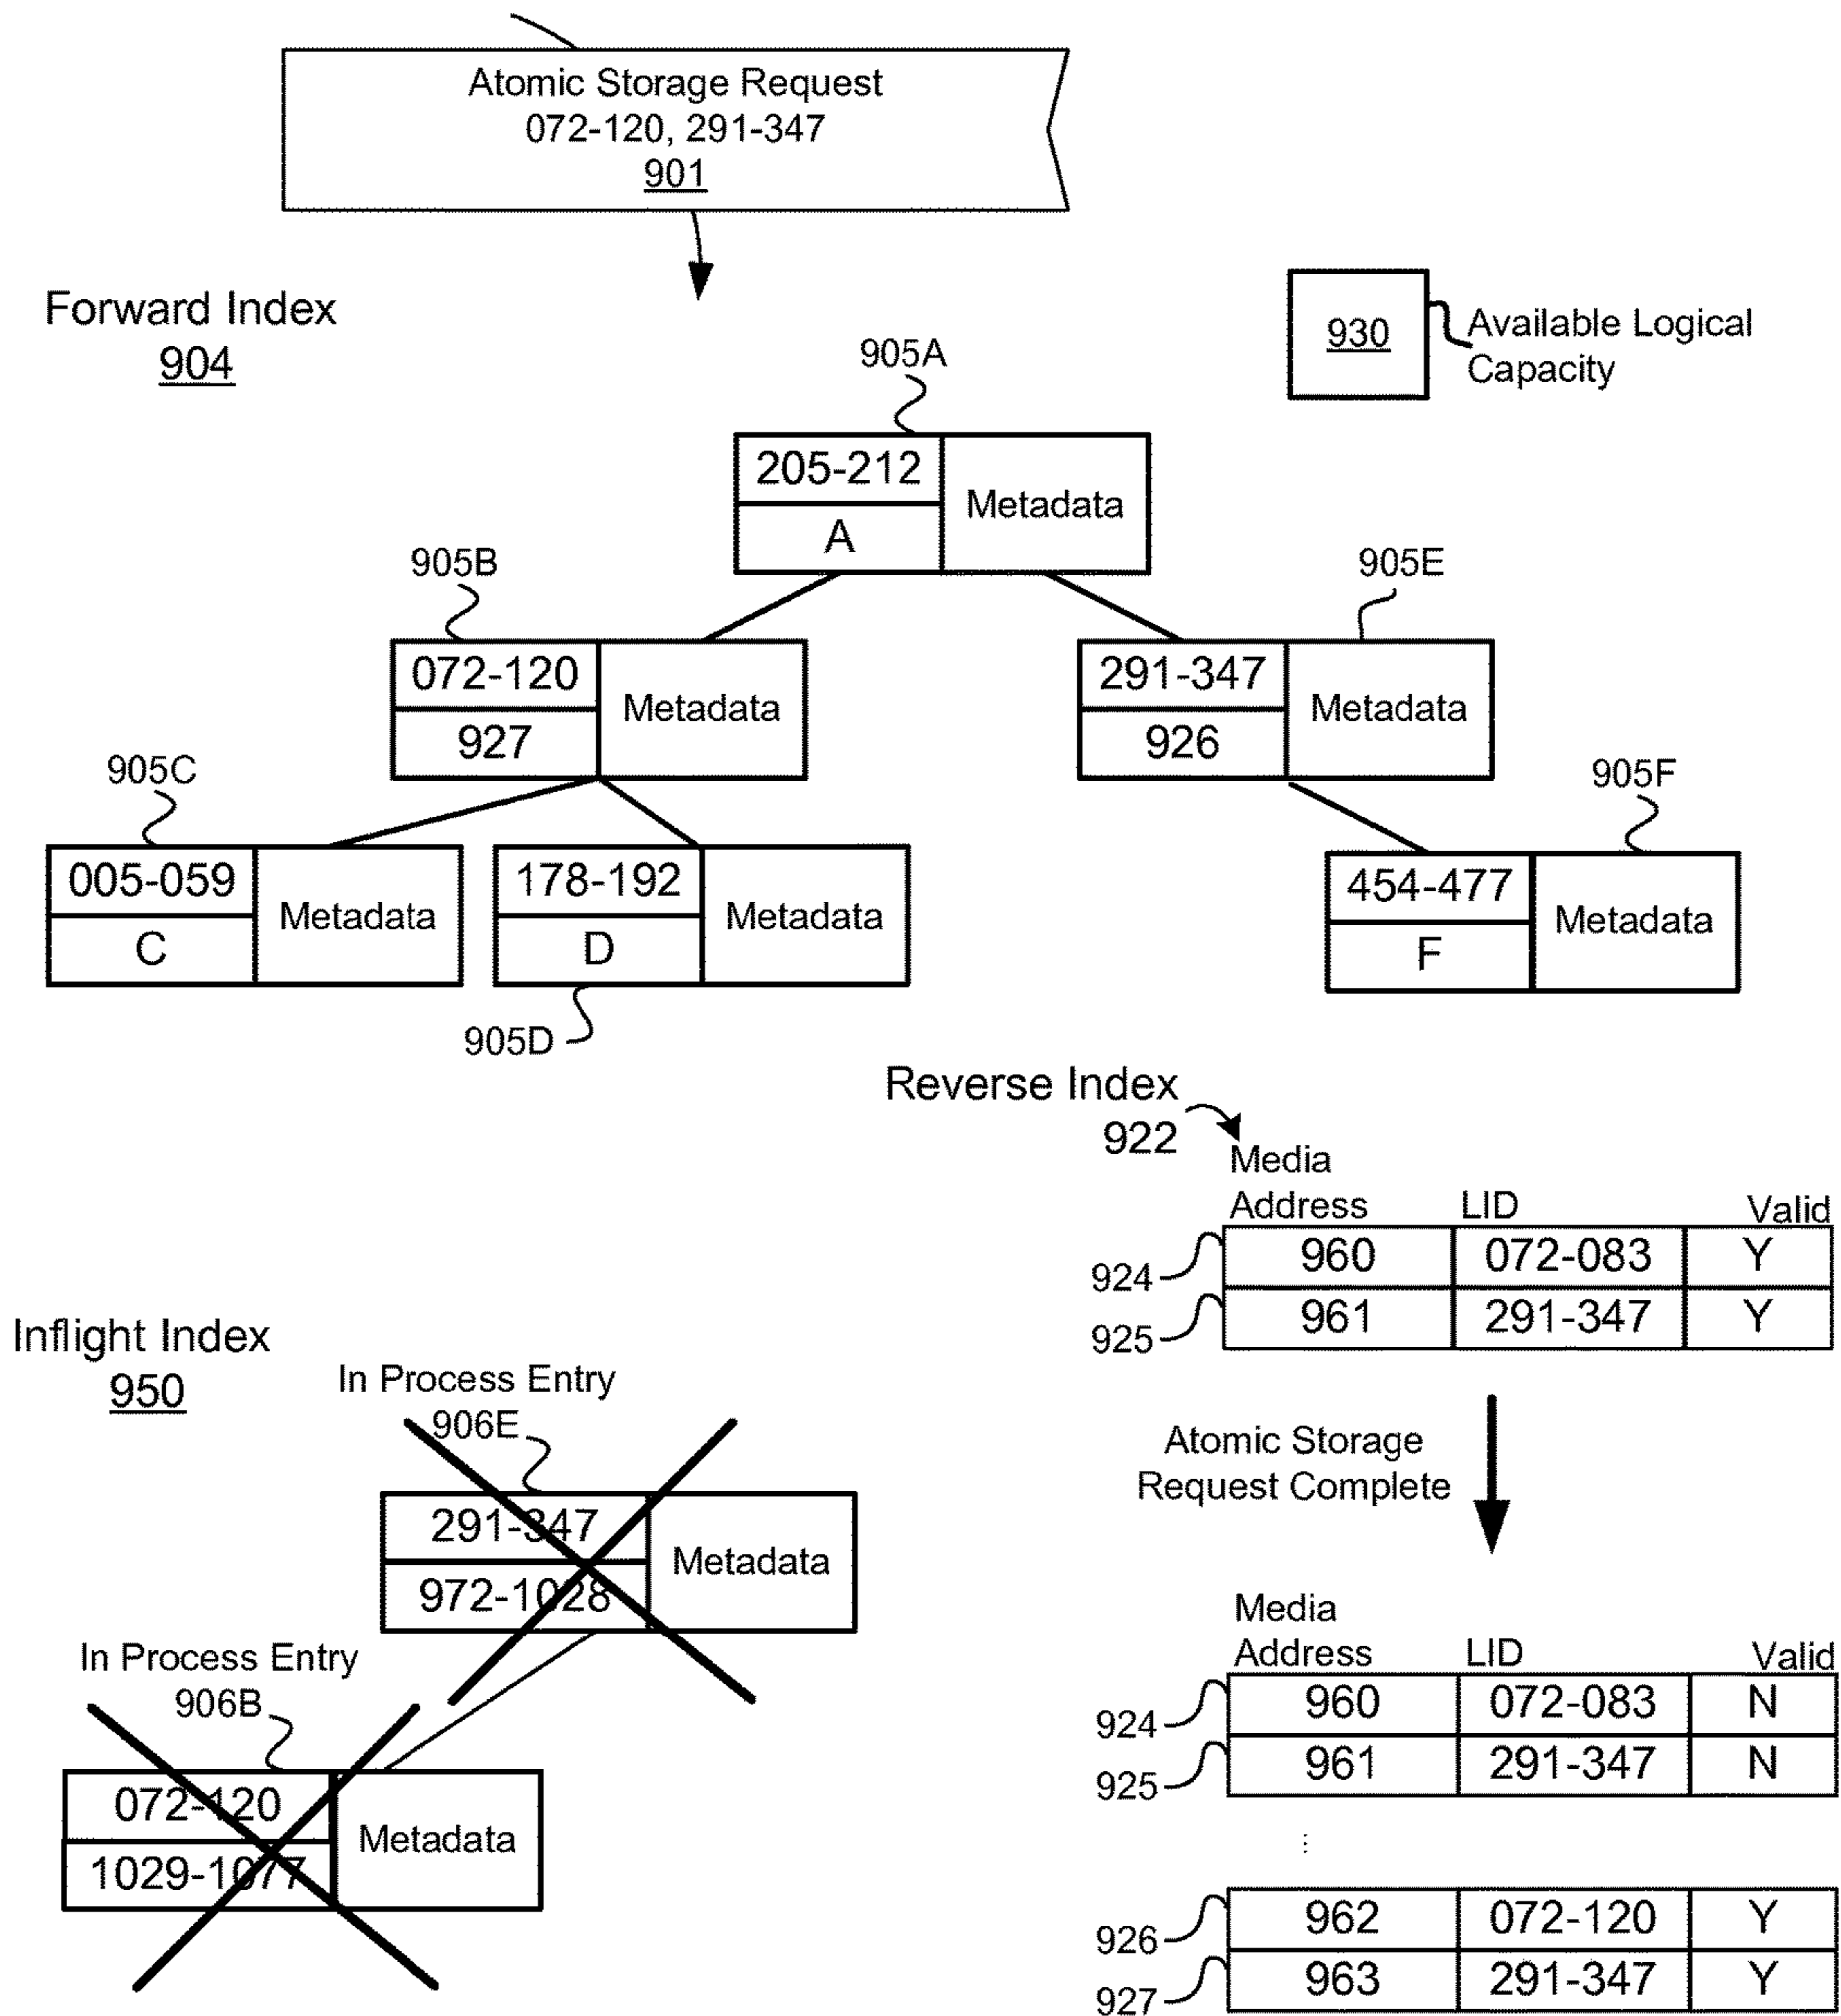 Atomic Storage Request
072-120, 291-347
901
Forward Index
904
930
Available Logical
Capacity
905A
205-212
Metadata
A
905B
072-120
Metadata
927
905E
291-347
Metadata
926
905C
005-059
Metadata
C
178-192
Metadata
D
905D
905F
454-477
Metadata
F
Reverse Index
922
Media
Address LID Valid
924 960 072-083 Y
925 961 291-347 Y
Atomic Storage
Request Complete
Media
Address LID Valid
924 960 072-083 N
925 961 291-347 N
...
926 962 072-120 Y
927 963 291-347 Y
Inflight Index
950
In Process Entry
906E
291-347
Metadata
972-1028
In Process Entry
906B
072-120
Metadata
1029-1077